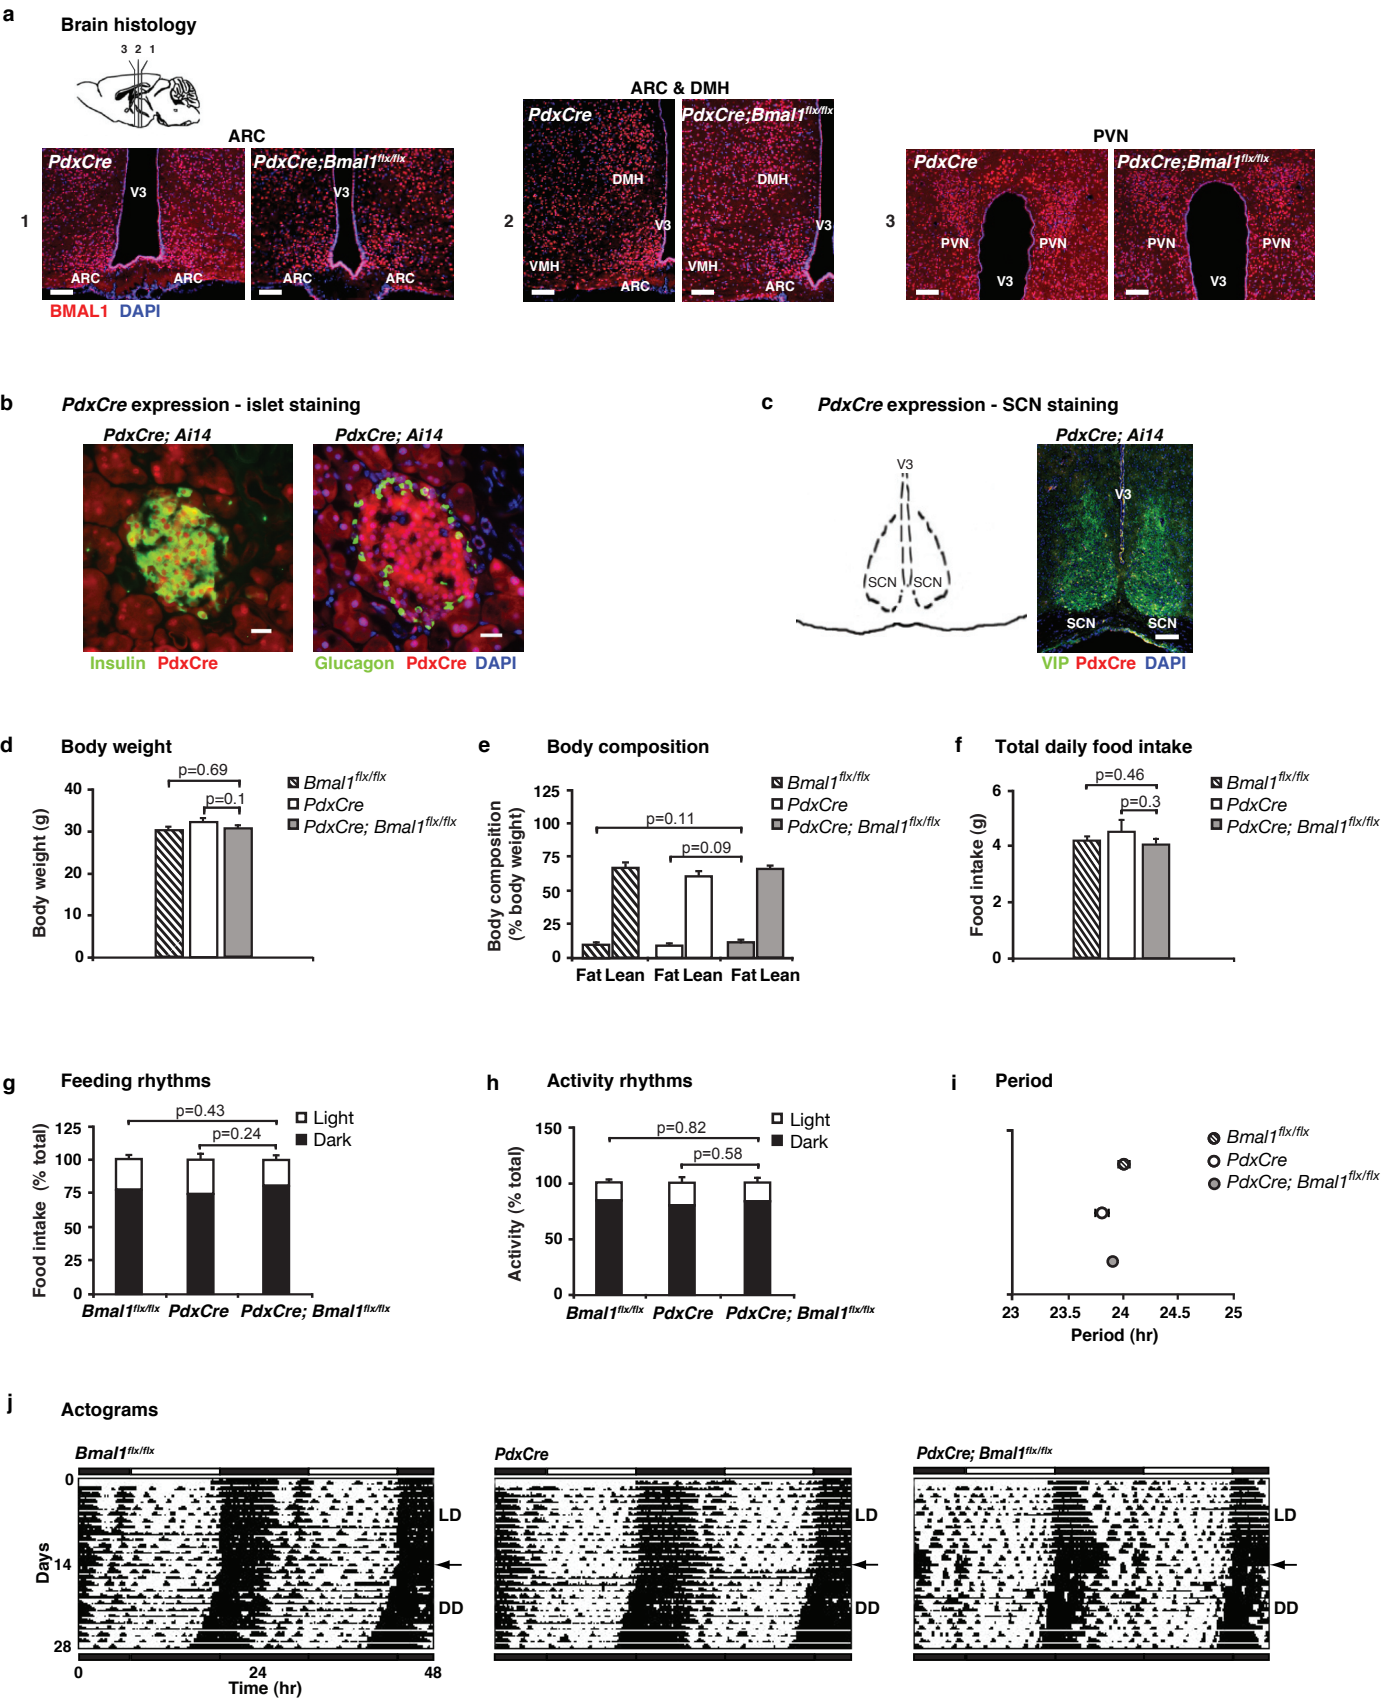 a
Brain histology
3 2 1
ARC
PdxCre
PdxCre;Bmal1flx/flx
V3
V3
1
ARC
ARC
ARC
ARC
BMAL1 DAPI
ARC & DMH
PdxCre
PdxCre;Bmal1flx/flx
DMH
DMH
2
V3
V3
VMH
VMH
ARC
ARC
PVN
PdxCre
PdxCre;Bmal1flx/flx
3
PVN
PVN
PVN
PVN
V3
V3
b
PdxCre expression - islet staining
PdxCre; Ai14
PdxCre; Ai14
Insulin PdxCre
Glucagon PdxCre DAPI
c
PdxCre expression - SCN staining
PdxCre; Ai14
V3
V3
SCN
SCN
SCN
SCN
VIP PdxCre DAPI
d
Body weight
p=0.69
p=0.1
Bmal1flx/flx
PdxCre
PdxCre; Bmal1flx/flx
40
30
20
10
0
Body weight (g)
e
Body composition
Bmal1flx/flx
PdxCre
PdxCre; Bmal1flx/flx
p=0.11
p=0.09
125
100
75
50
25
0
Body composition
(% body weight)
Fat Lean Fat Lean Fat Lean
f
Total daily food intake
p=0.46
p=0.3
Bmal1flx/flx
PdxCre
PdxCre; Bmal1flx/flx
6
4
2
0
Food intake (g)
g
Feeding rhythms
p=0.43
p=0.24
Light
Dark
125
100
75
50
25
0
Food intake (% total)
Bmal1flx/flx PdxCre PdxCre; Bmal1flx/flx
h
Activity rhythms
p=0.82
p=0.58
Light
Dark
150
100
50
0
Activity (% total)
Bmal1flx/flx PdxCre PdxCre; Bmal1flx/flx
i
Period
Bmal1flx/flx
PdxCre
PdxCre; Bmal1flx/flx
23 23.5 24 24.5 25
Period (hr)
j
Actograms
Bmal1flx/flx
PdxCre
PdxCre; Bmal1flx/flx
0
14
28
Days
LD
DD
LD
DD
LD
DD
0 24 48
Time (hr)